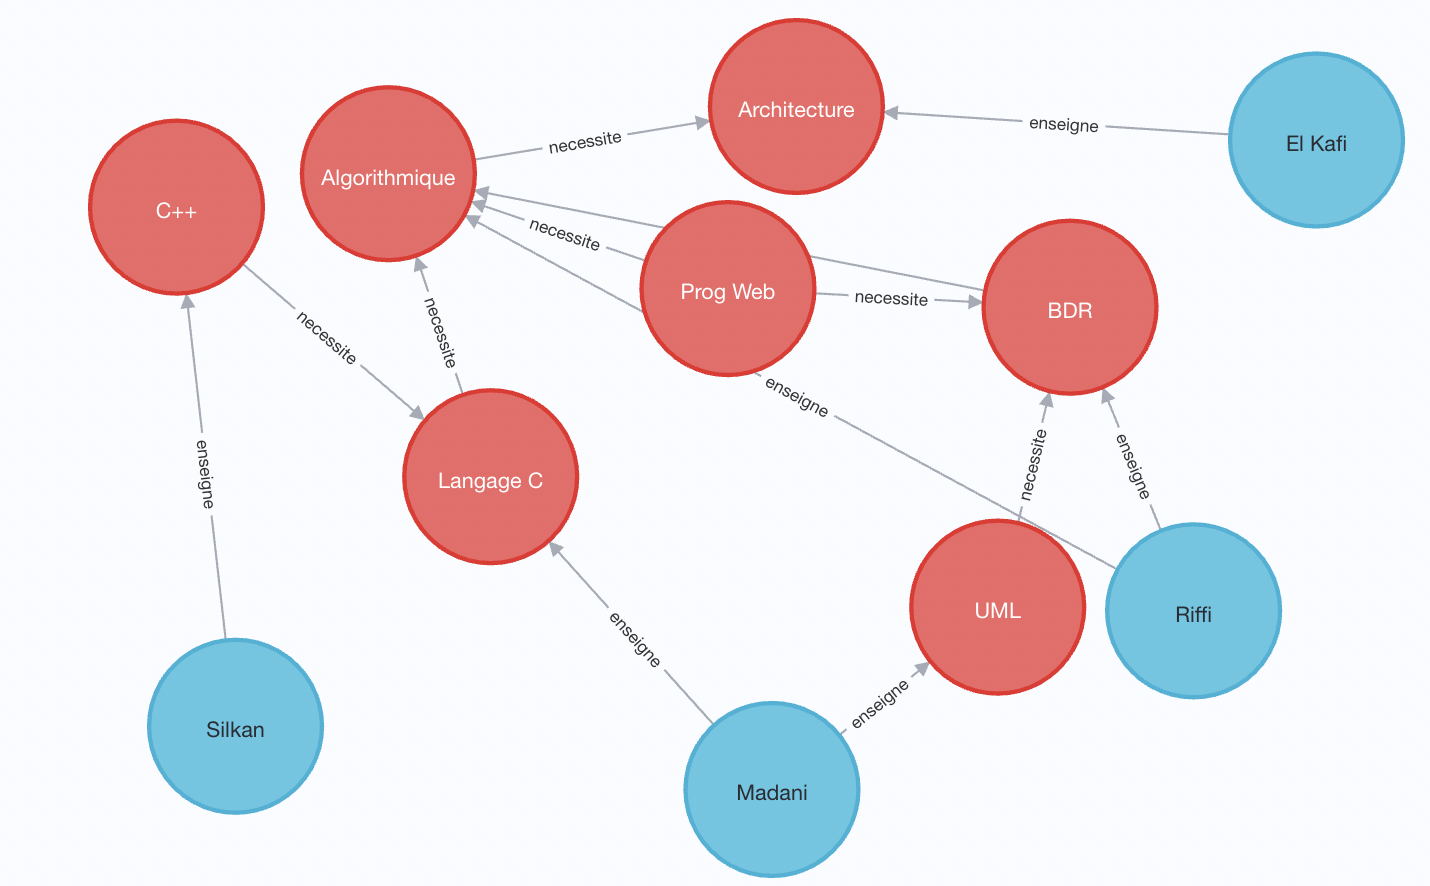 Architecture
enseigne
El Kafi
necessite
Algorithmique
C++
necessite
Prog Web
necessite
BDR
necessite
necessite
enseigne
necessite
enseigne
enseigne
Langage C
UML
Riffi
enseigne
enseigne
Silkan
Madani